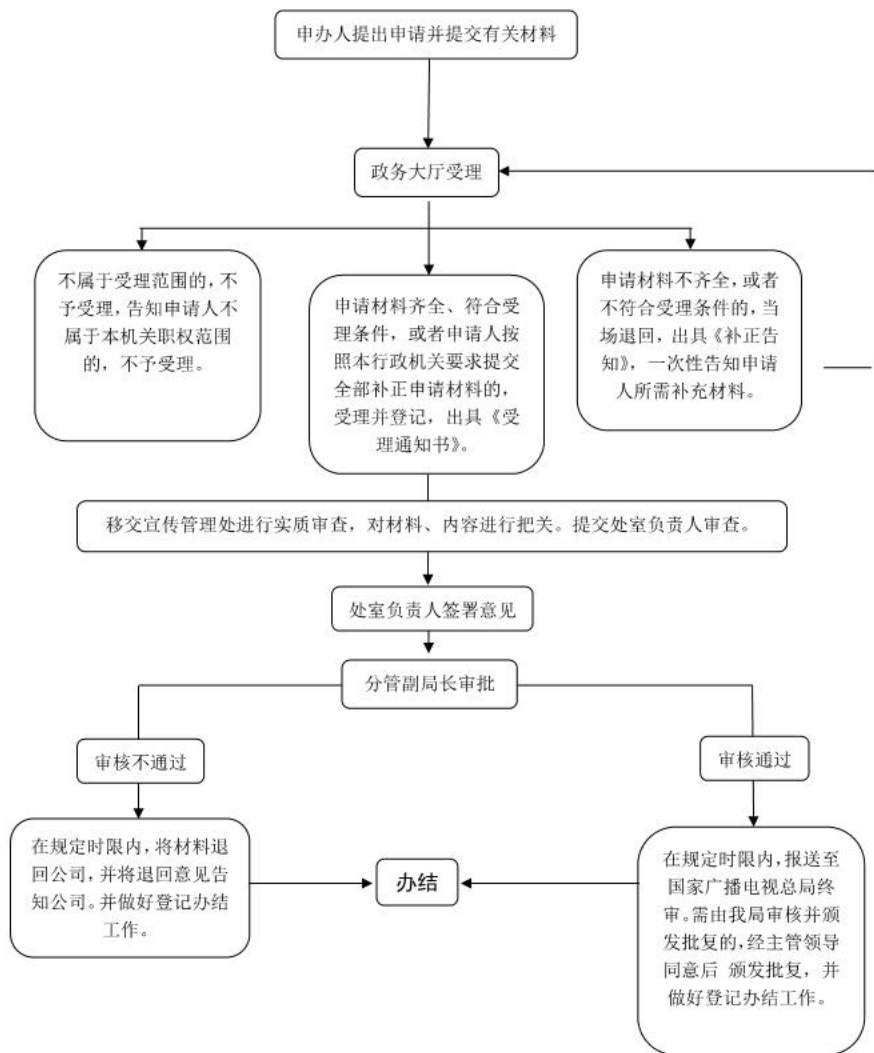 申办人提出申请并提交有关材料
政务大厅受理
不属于受理范围的，不
予受理，告知申请人不
属于本机关职权范围
的，不予受理。
申请材料齐全、符合受
理条件，或者申请人按
照本行政机关要求提交
全部补正申请材料的，
受理并登记，出具《受
理通知书》。
申请材料不齐全，或者
不符合受理条件的，当
场退回，出具《补正告
知》，一次性告知申请
人所需补充材料。
移交宣传管理处进行实质审查，对材料、内容进行把关。提交处室负责人审查。
处室负责人签署意见
分管副局长审批
审核不通过
审核通过
在规定时限内，将材料退
回公司，并将退回意见告
知公司。并做好登记办结
工作。
办结
在规定时限内，报送至
国家广播电视总局终
审。需由我局审核并颁
发批复的，经主管领导
同意后 颁发批复，并
做好登记办结工作。